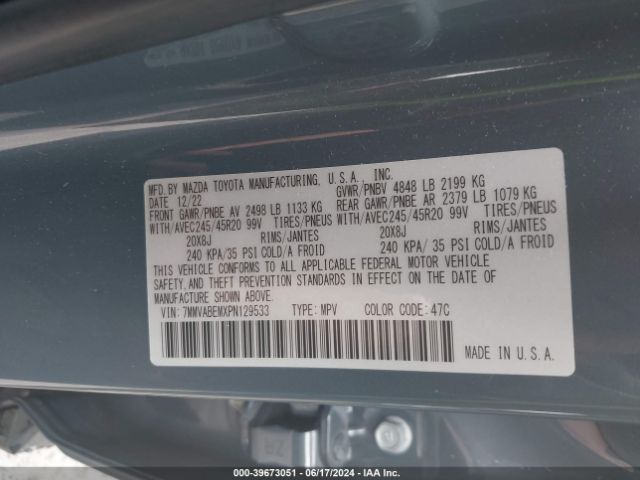 MFD.BY MAZDA TOYOTA MANUFACTURING, U.S.A., INC.
DATE 12/22 GVWR/PNBV 4848 LB 2199 KG
FRONT GAWR/PNBE AV 2498 LB 1133 KG REAR GAWR/PNBE AR 2379 LB 1079 KG
WITH/AVEC245/45R20 99V TIRES/PNEUS WITH/AVEC245/45R20 99V TIRES/PNEUS
20X8J RIMS/JANTES 20X8J RIMS/JANTES
240 KPA/35 PSI COLD/A FROID 240 KPA/ 35 PSI COLD/A FROID
THIS VEHICLE CONFORMS TO ALL APPLICABLE FEDERAL MOTOR VEHICLE
SAFETY.AND THEFT PREVENTION STANDARDS IN EFFECT ON THE DATE OF
MANUFACTURE SHOWN ABOVE.
VIN:7MMVABEMXPN129533 TYPE: MPV COLOR CODE: 47C
MADE IN U.S.A.
000-39673051 - 06/17/2024 - IAA Inc.